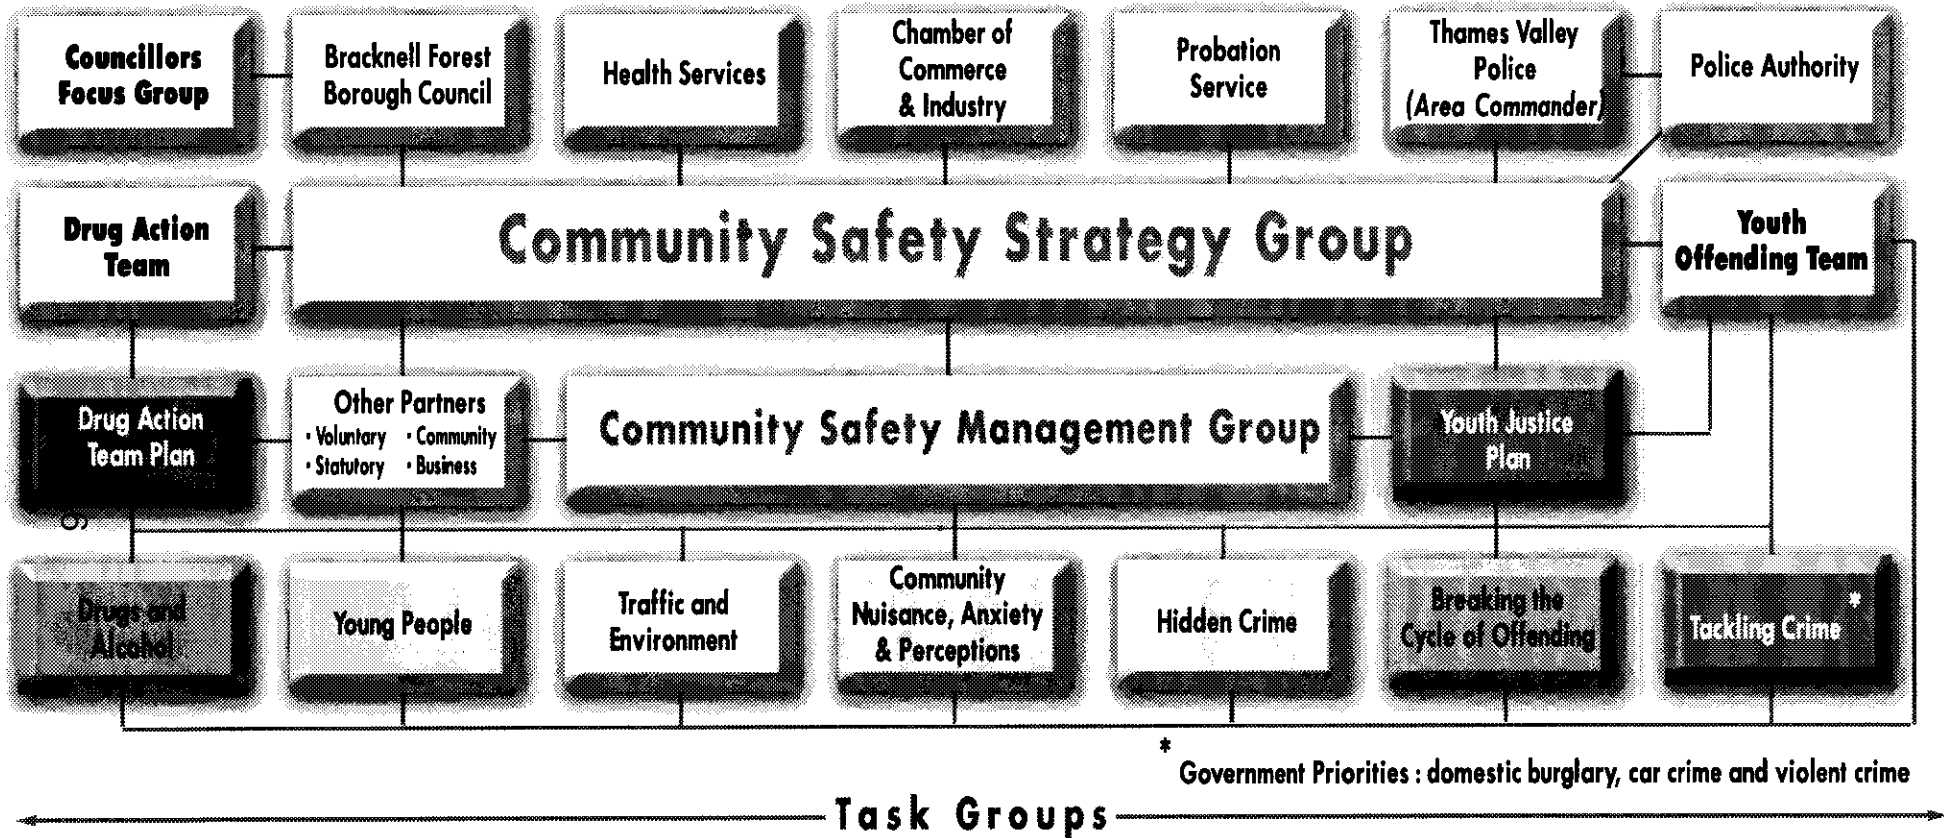 Councillors
Focus Group
Bracknell Forest
Borough Council
Health Services
Chamber of
Commerce
& Industry
Probation
Service
Thames Valley
Police
(Area Commander)
Police Authority
Drug Action
Team
Community Safety Strategy Group
Youth
Offending Team
Drug Action
Team Plan
Other Partners
· Voluntary · Community
· Statutory · Business
Community Safety Management Group
Youth Justice
Plan
9
Drugs and
Alcohol
Young People
Traffic and
Environment
Community
Nuisance, Anxiety
& Perceptions
Hidden Crime
Breaking the
Cycle of Offending
*
Tackling Crime
* Government Priorities : domestic burglary, car crime and violent crime
Task Groups